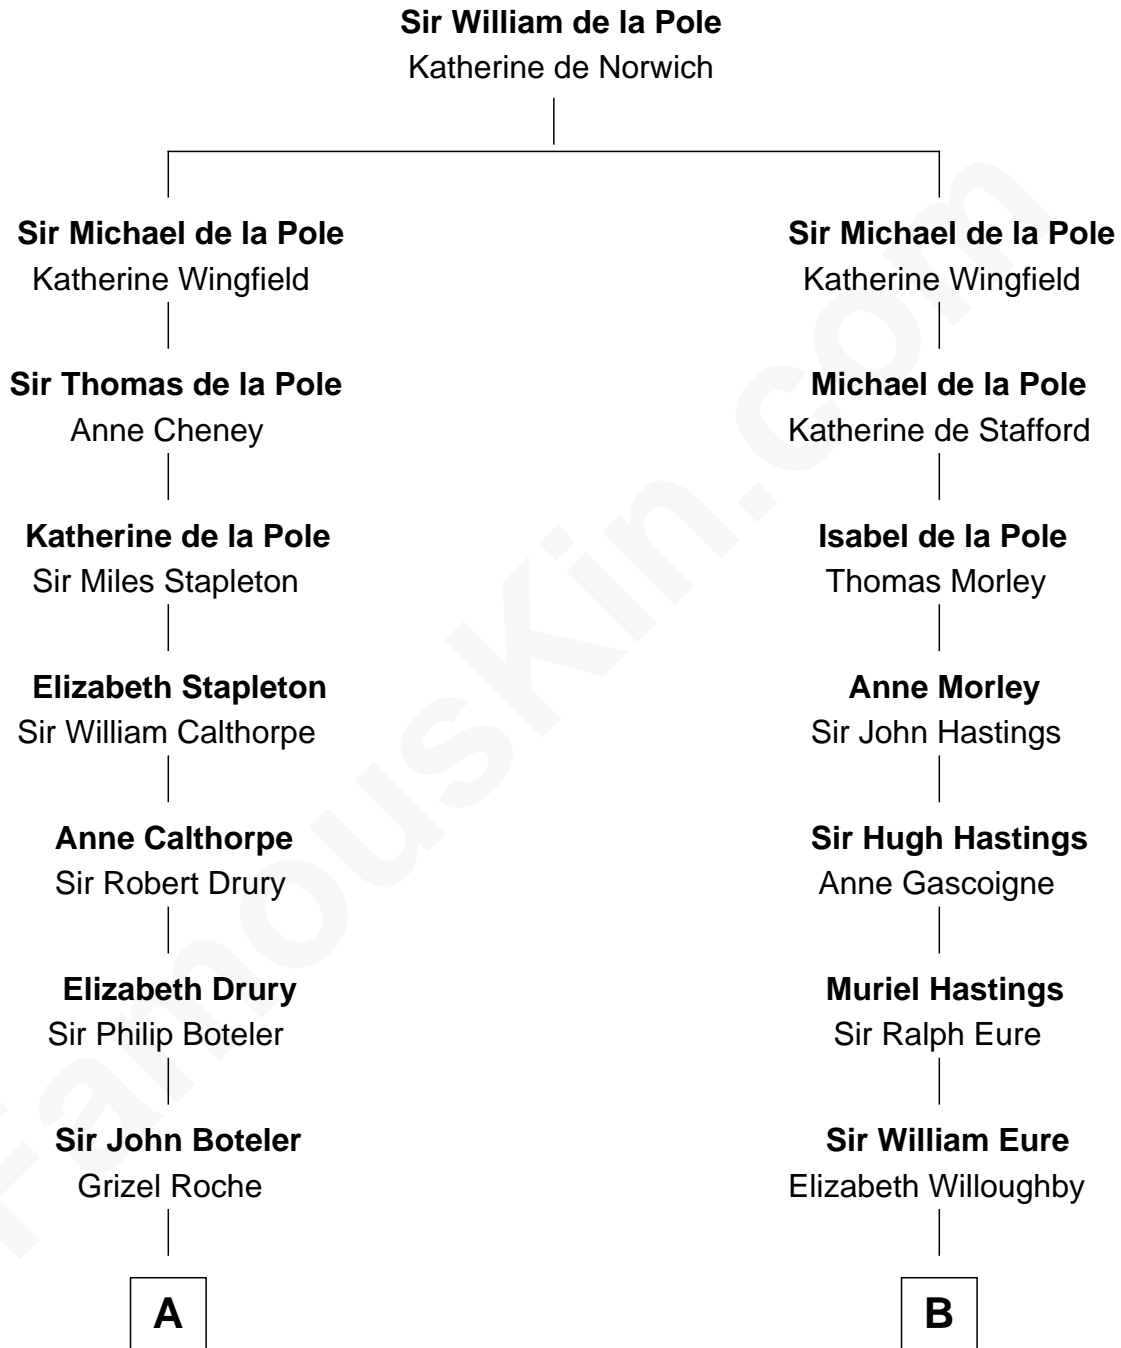 Sir William de la Pole
Katherine de Norwich
Sir Michael de la Pole
Katherine Wingfield
Sir Thomas de la Pole
Anne Cheney
Katherine de la Pole
Sir Miles Stapleton
Elizabeth Stapleton
Sir William Calthorpe
Anne Calthorpe
Sir Robert Drury
Elizabeth Drury
Sir Philip Boteler
Sir John Boteler
Grizel Roche
A
Sir Michael de la Pole
Katherine Wingfield
Michael de la Pole
Katherine de Stafford
Isabel de la Pole
Thomas Morley
Anne Morley
Sir John Hastings
Sir Hugh Hastings
Anne Gascoigne
Muriel Hastings
Sir Ralph Eure
Sir William Eure
Elizabeth Willoughby
B
FamousKin.com